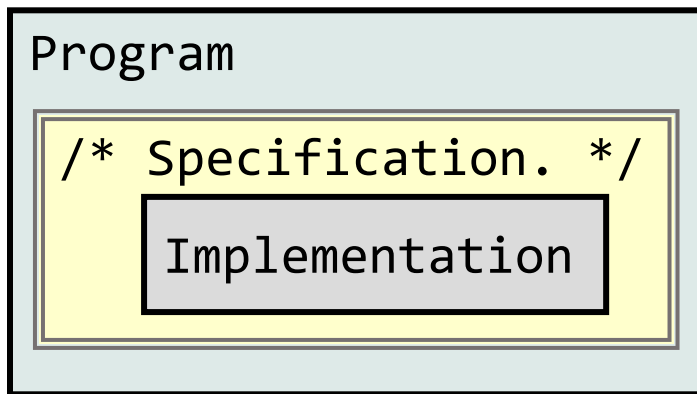 Program
/* Specification. */
Implementation